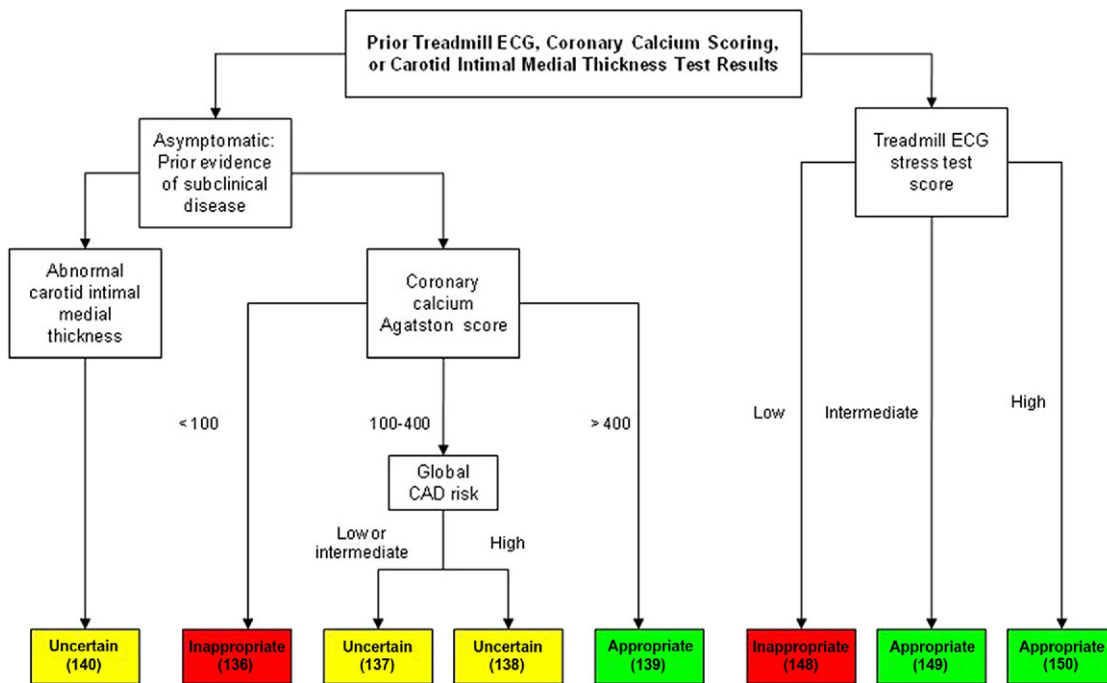 Prior Treadmill ECG, Coronary Calcium Scoring,
or Carotid Intimal Medial Thickness Test Results
Asymptomatic:
Prior evidence
of subclinical
disease
Treadmill ECG
stress test
score
Abnormal
carotid intimal
medial
thickness
Coronary
calcium
Agatston score
< 100
100-400
> 400
Low
Intermediate
High
Global
CAD risk
Low or
intermediate
High
Uncertain
(140)
Inappropriate
(136)
Uncertain
(137)
Uncertain
(138)
Appropriate
(139)
Inappropriate
(148)
Appropriate
(149)
Appropriate
(150)